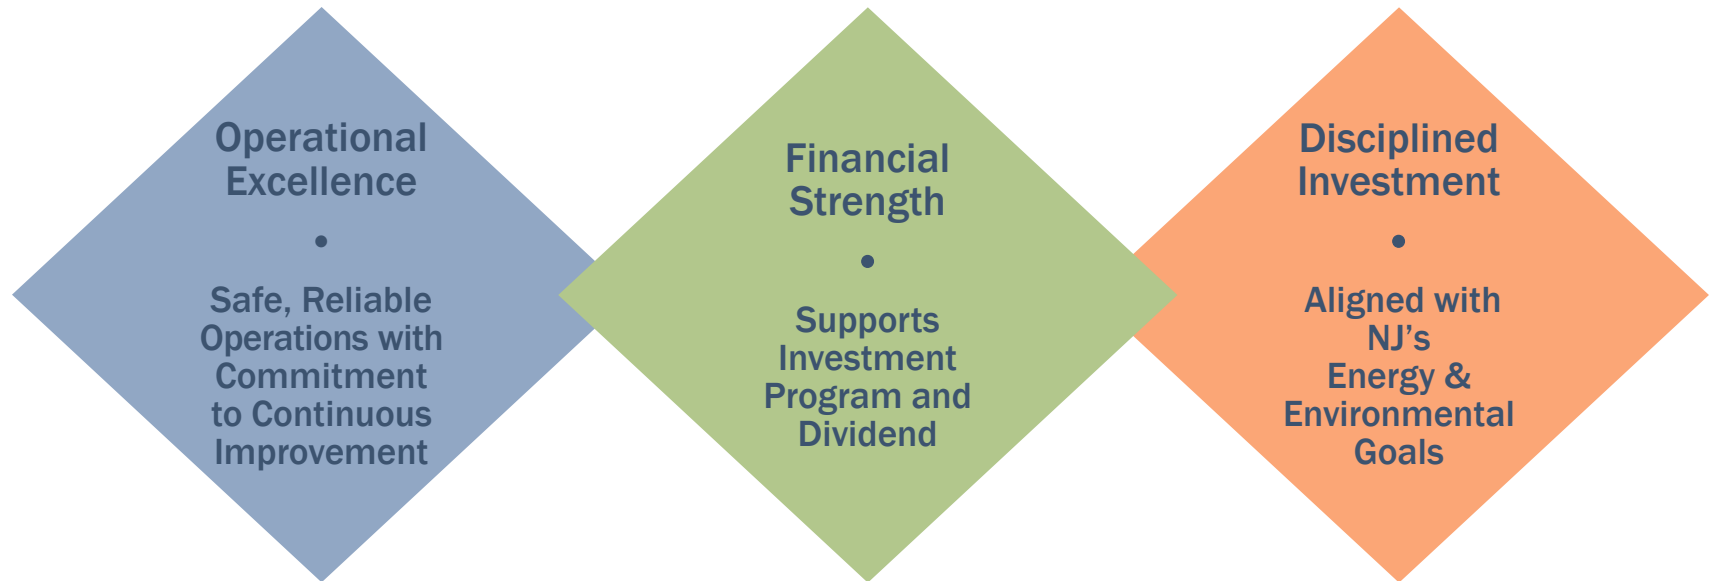 Operational
Excellence
•
Safe, Reliable
Operations with
Commitment
to Continuous
Improvement
Financial
Strength
•
Supports
Investment
Program and
Dividend
Disciplined
Investment
•
Aligned with
NJ’s
Energy &
Environmental
Goals